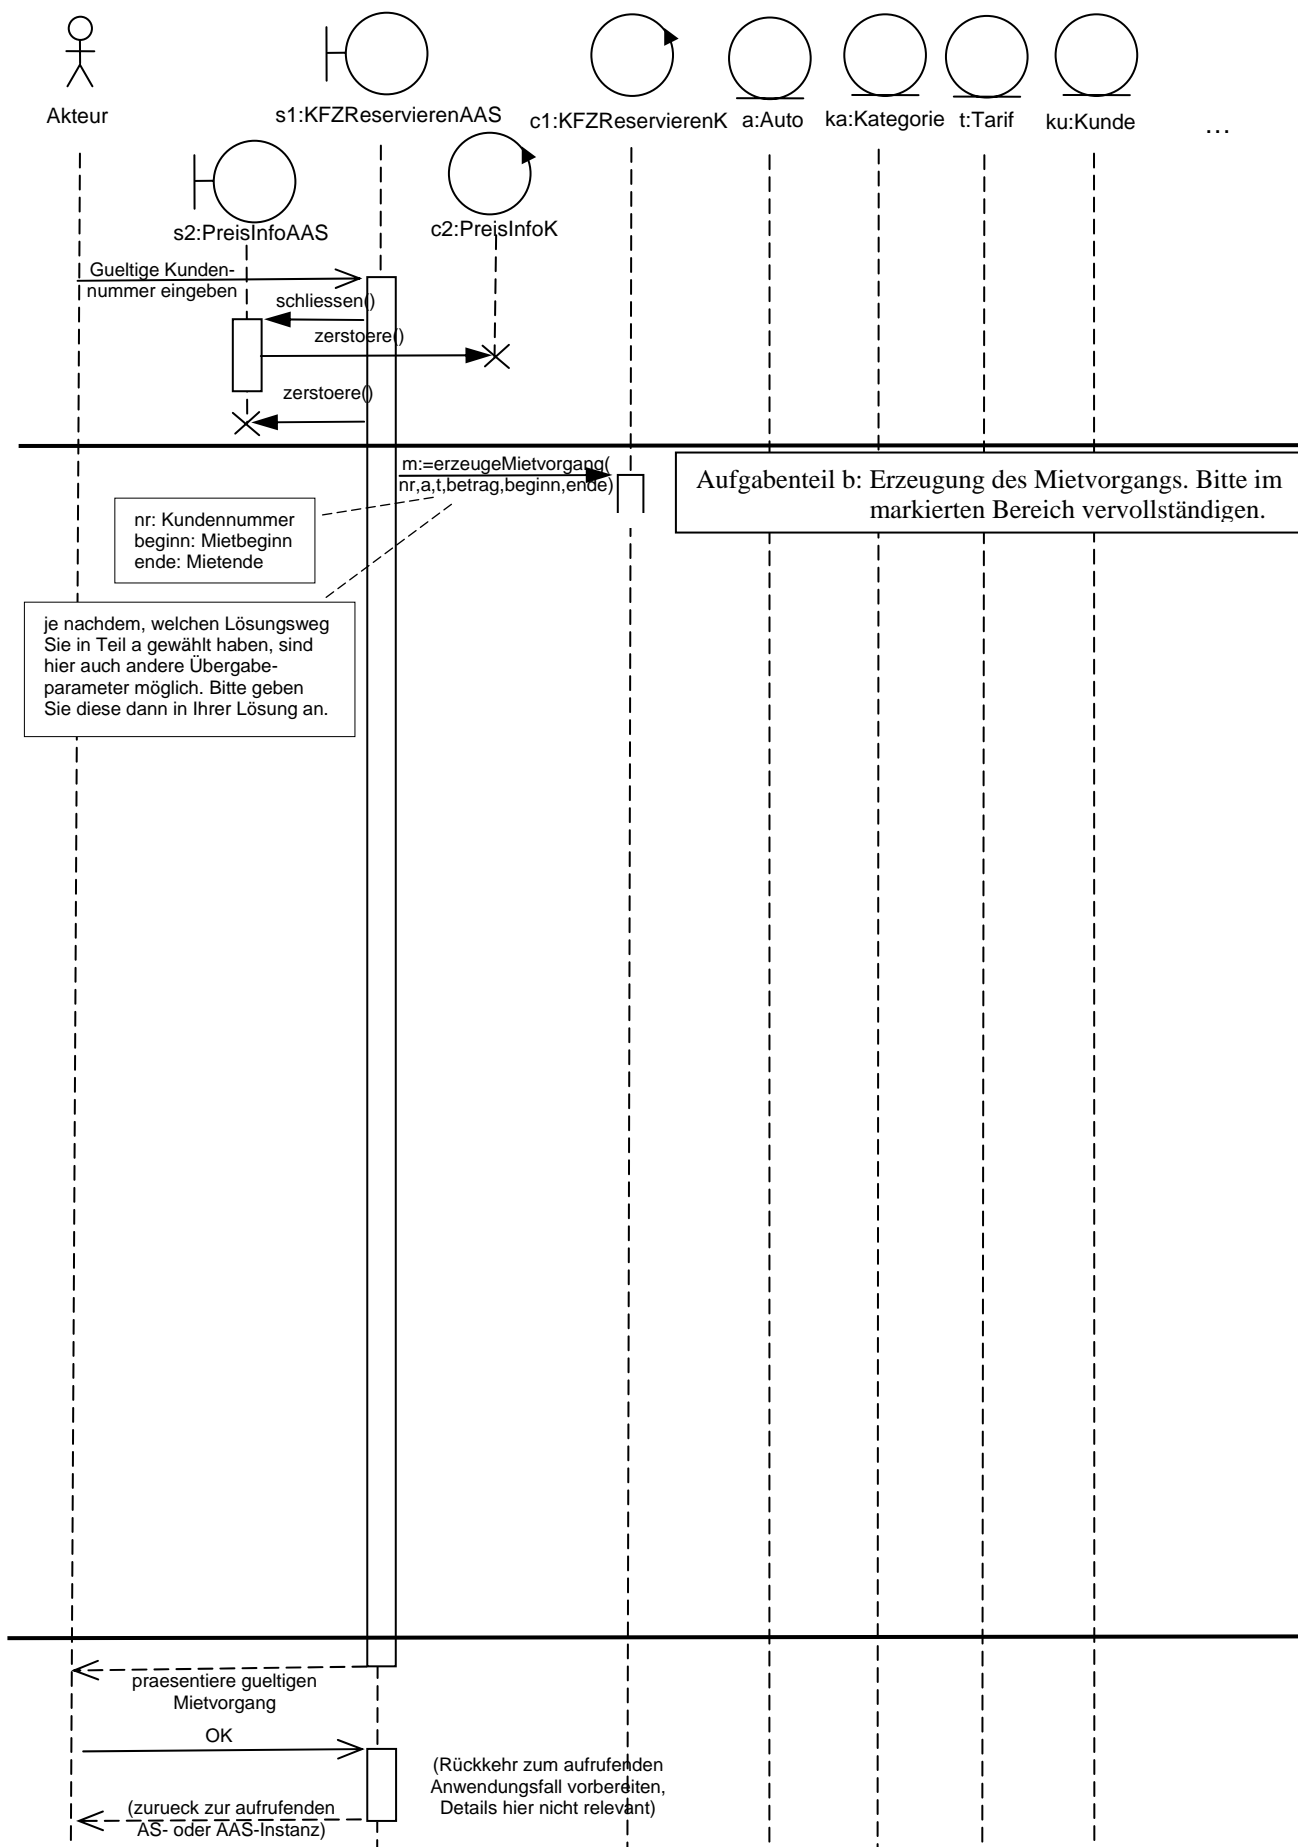 Akteur
s1:KFZReservierenAAS
c1:KFZReservierenK
a:Auto
ka:Kategorie
t:Tarif
ku:Kunde
...
s2:PreisInfoAAS
c2:PreisInfoK
Gueltige Kunden-
nummer eingeben
schliessen()
zerstoere()
zerstoere()
m:=erzeugeMietvorgang(
nr,a,t,betrag,beginn,ende)
Aufgabenteil b: Erzeugung des Mietvorgangs. Bitte im
markierten Bereich vervollständigen.
nr: Kundennummer
beginn: Mietbeginn
ende: Mietende
je nachdem, welchen Lösungsweg
Sie in Teil a gewählt haben, sind
hier auch andere Übergabe-
parameter möglich. Bitte geben
Sie diese dann in Ihrer Lösung an.
praesentiere gueltigen
Mietvorgang
OK
(Rückkehr zum aufrufenden
Anwendungsfall vorbereiten,
Details hier nicht relevant)
(zurueck zur aufrufenden
AS- oder AAS-Instanz)